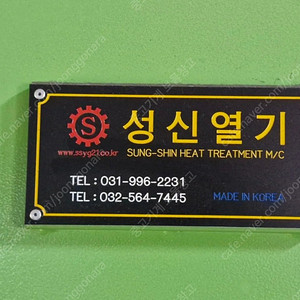 성신열기
www.ssyg21.co.kr
SUNG-SHIN HEAT TREATMENT M/C
TEL : 031-996-2231
TEL : 032-564-7445
MADE IN KOREA